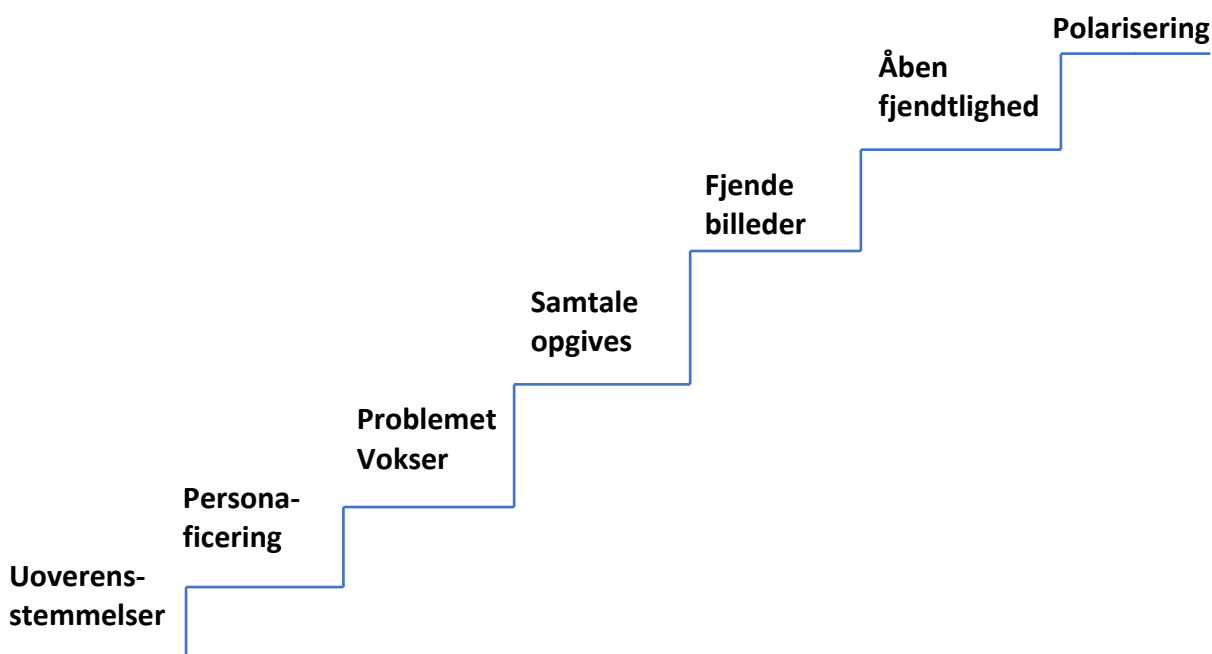 Polarisering
Åben
fjendtlighed
Fjende
billeder
Samtale
opgives
Problemet
Vokser
Persona-
ficering
Uoverens-
stemmelser